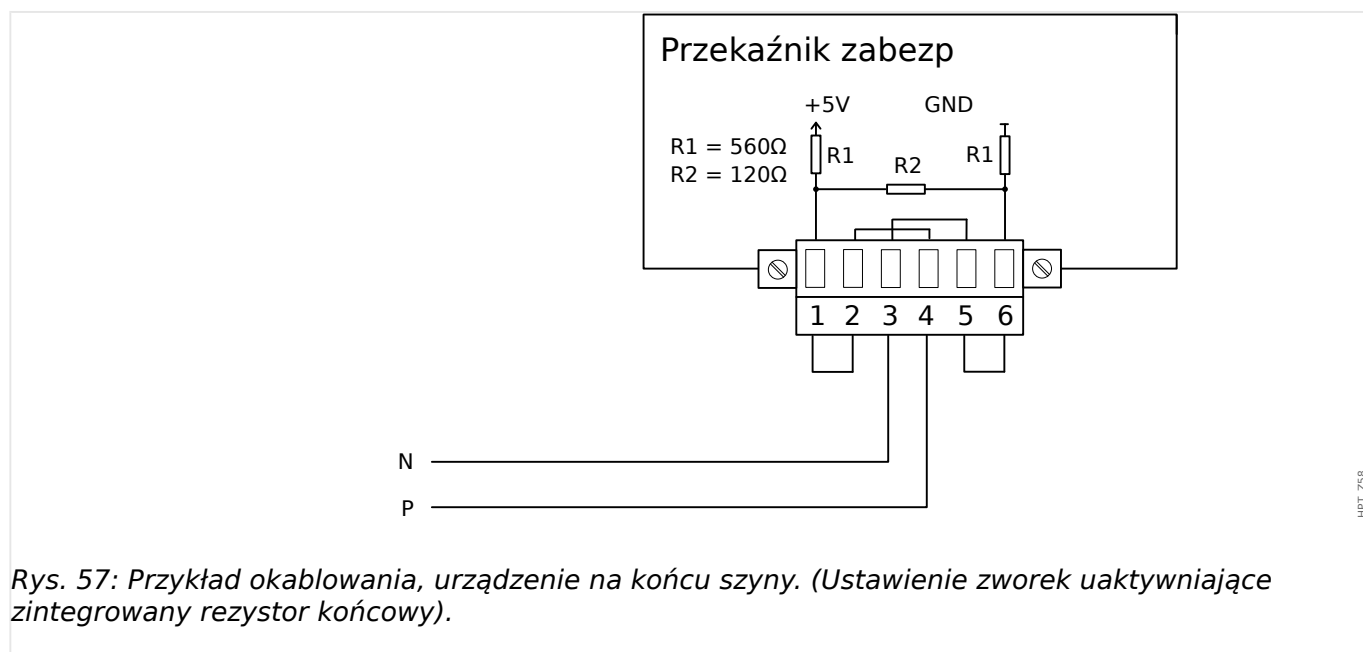 Przekaźnik zabezp
+5V
GND
R1 = 560Ω
R2 = 120Ω
R1
R2
R1
1 2 3 4 5 6
N
P
HPT_Z58
Rys. 57: Przykład okablowania, urządzenie na końcu szyny. (Ustawienie zworek uaktywniające
zintegrowany rezystor końcowy).